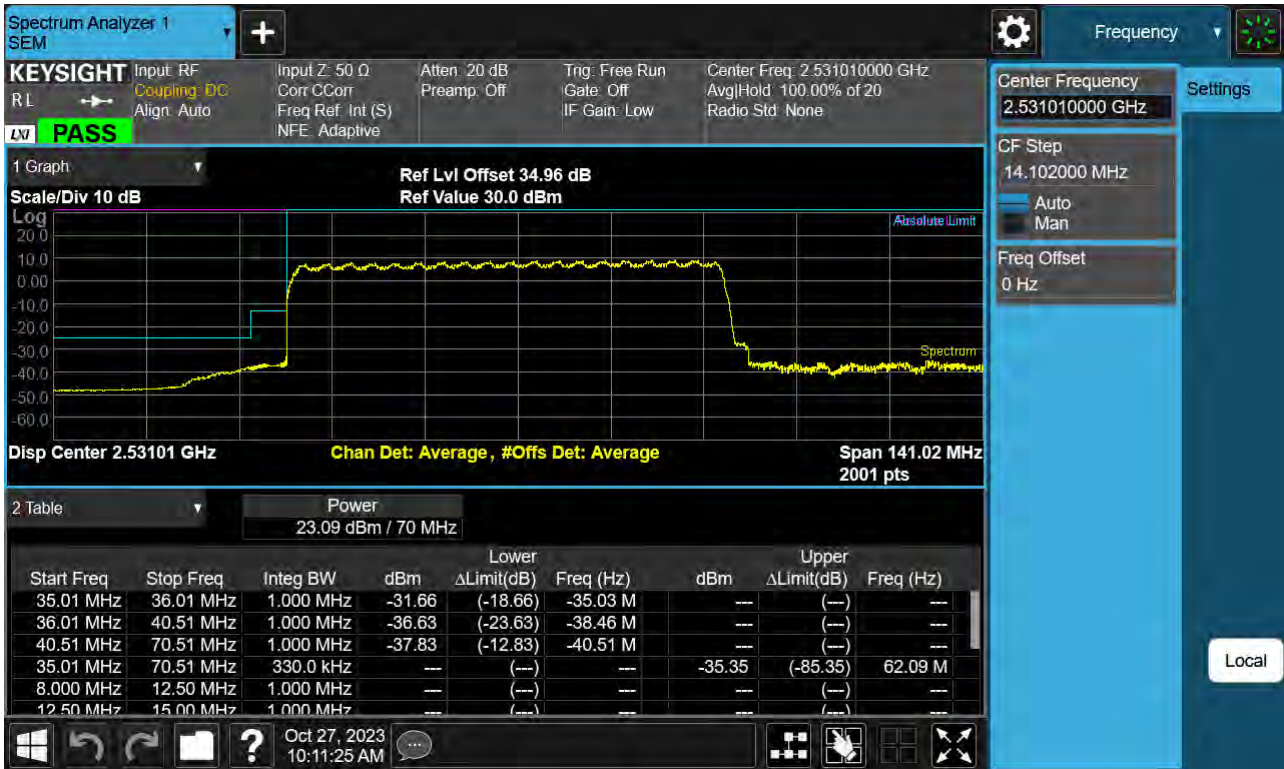 Spectrum Analyzer 1
SEM
+
Frequency
KEYSIGHT
RL
LXI
PASS
Input: RF
Coupling: DC
Align: Auto
Input Z: 50 Ω
Corr CCorr
Freq Ref: Int (S)
NFE: Adaptive
Atten: 20 dB
Preamp: Off
Trig: Free Run
Gate: Off
IF Gain: Low
Center Freq: 2.531010000 GHz
Avg|Hold: 100.00% of 20
Radio Std: None
Center Frequency
2.531010000 GHz
Settings
CF Step
14.102000 MHz
Auto
Man
Freq Offset
0 Hz
Local
1 Graph
Scale/Div 10 dB
Ref Lvl Offset 34.96 dB
Ref Value 30.0 dBm
Log
20.0
10.0
0.00
-10.0
-20.0
-30.0
-40.0
-50.0
-60.0
Limit
Spectrum
Disp Center 2.53101 GHz
Chan Det: Average, #Offs Det: Average
Span 141.02 MHz
2001 pts
2 Table
Power
23.09 dBm / 70 MHz
Lower Upper
Start Freq Stop Freq Integ BW dBm ΔLimit(dB) Freq (Hz) dBm ΔLimit(dB) Freq (Hz)
35.01 MHz 36.01 MHz 1.000 MHz -31.66 (-18.66) -35.03 M --- (---) ---
36.01 MHz 40.51 MHz 1.000 MHz -36.63 (-23.63) -38.46 M --- (---) ---
40.51 MHz 70.51 MHz 1.000 MHz -37.83 (-12.83) -40.51 M --- (---) ---
35.01 MHz 70.51 MHz 330.0 kHz --- (---) --- -35.35 (-85.35) 62.09 M
8.000 MHz 12.50 MHz 1.000 MHz --- (---) --- --- (---) ---
12.50 MHz 15.00 MHz 1.000 MHz --- (---) --- --- (---) ---
?
Oct 27, 2023
10:11:25 AM